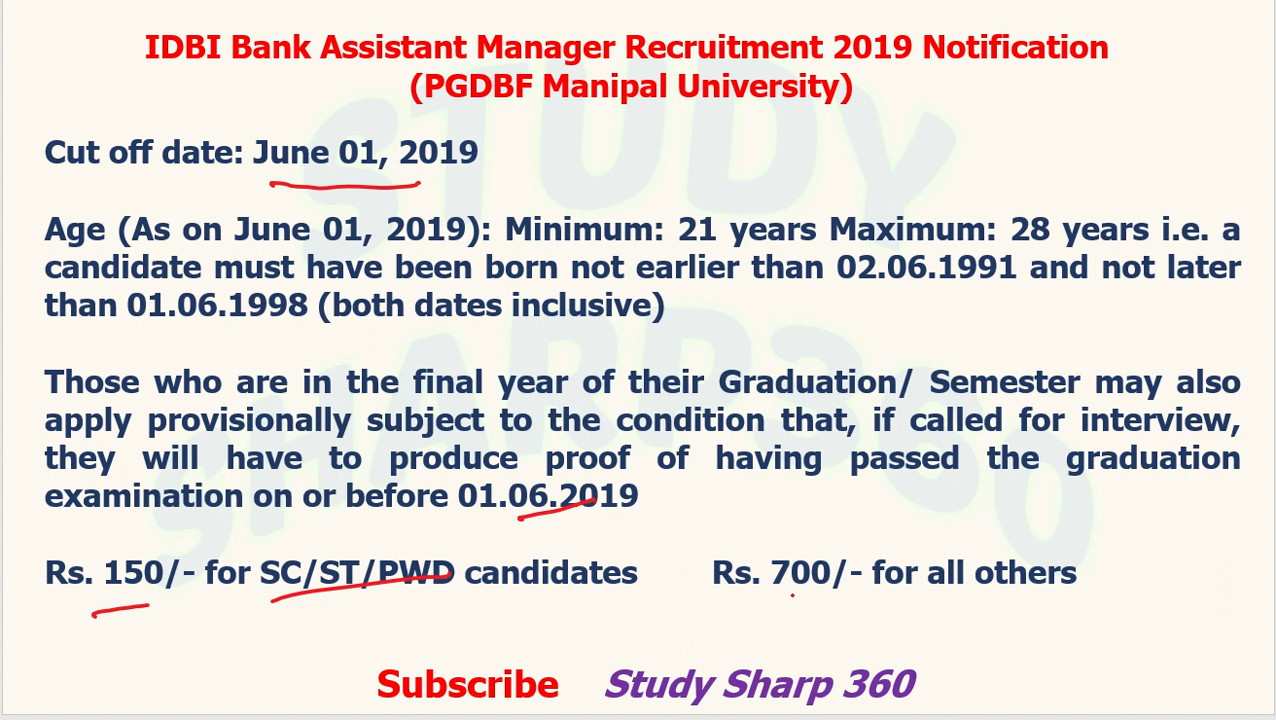 IDBI Bank Assistant Manager Recruitment 2019 Notification
(PGDBF Manipal University)
Cut off date: June 01, 2019
Age (As on June 01, 2019): Minimum: 21 years Maximum: 28 years i.e. a
candidate must have been born not earlier than 02.06.1991 and not later
than 01.06.1998 (both dates inclusive)
Those who are in the final year of their Graduation/ Semester may also
apply provisionally subject to the condition that, if called for interview,
they will have to produce proof of having passed the graduation
examination on or before 01.06.2019
Rs. 150/- for SC/ST/PWD candidates Rs. 700/- for all others
Subscribe Study Sharp 360
STUDY
SHARP360